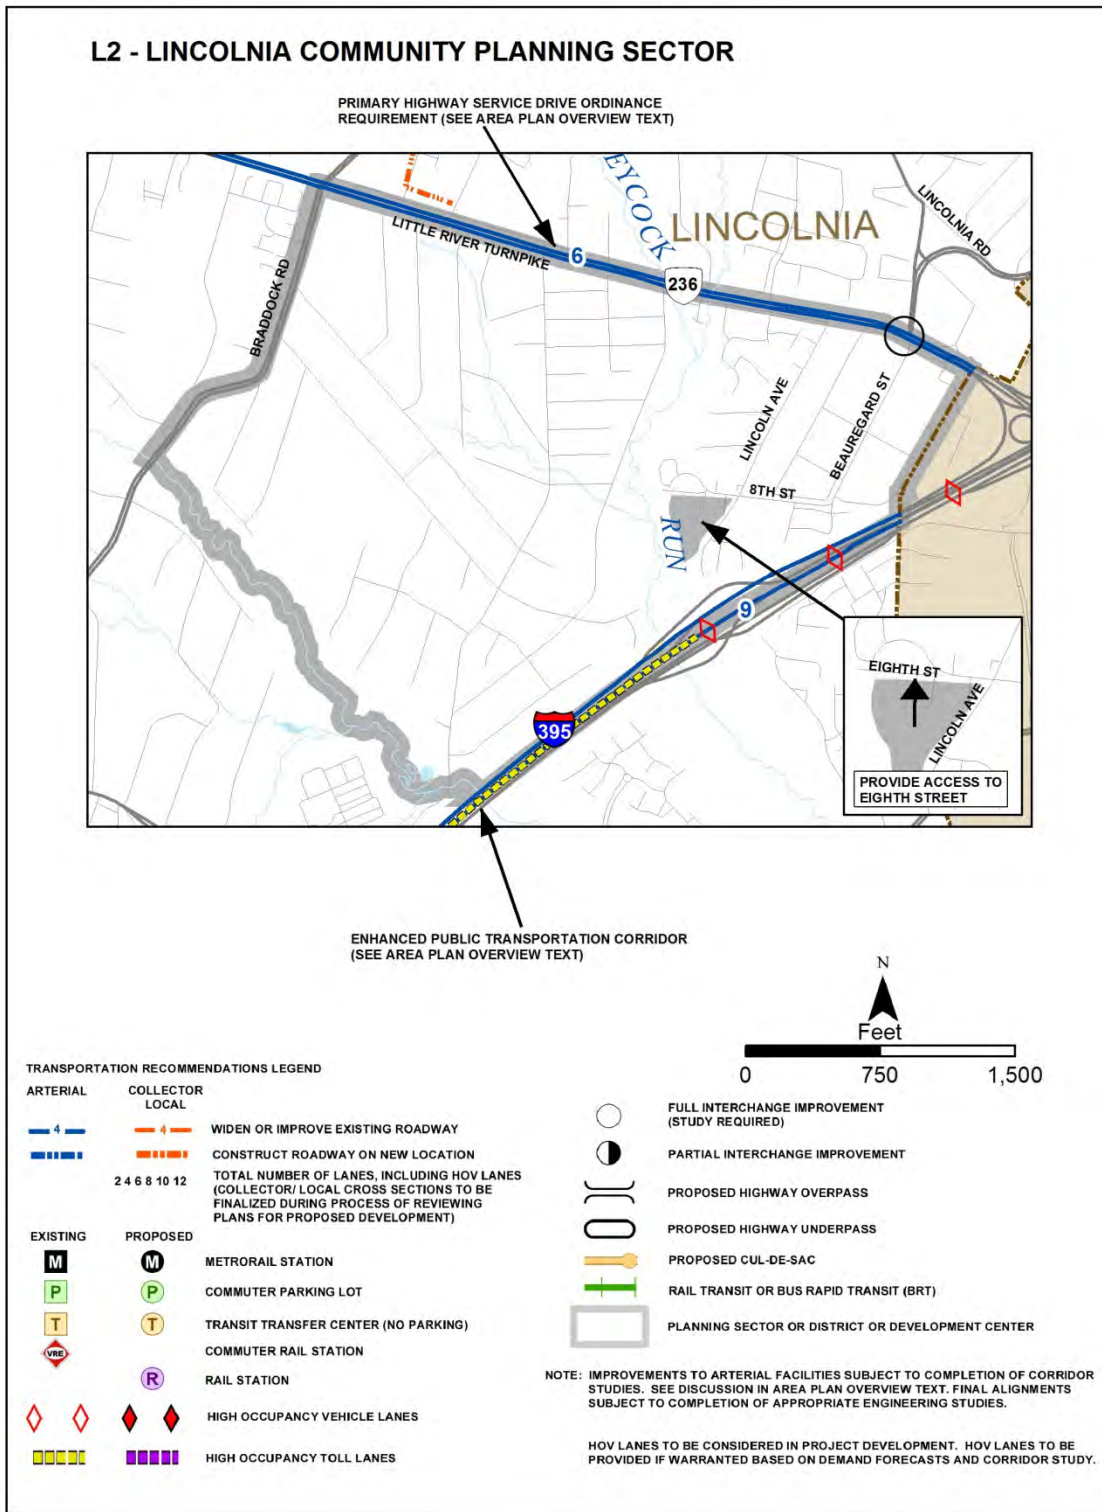 L2 - LINCOLNIA COMMUNITY PLANNING SECTOR
PRIMARY HIGHWAY SERVICE DRIVE ORDINANCE
REQUIREMENT (SEE AREA PLAN OVERVIEW TEXT)
EYCOCK
LINCOLNIA
LINCOLNIA RD
LITTLE RIVER TURNPIKE
6
236
BRADDOCK RD
LINCOLN AVE
BEAUREGARD ST
8TH ST
RUN
9
395
EIGHTH ST
LINCOLN AVE
PROVIDE ACCESS TO
EIGHTH STREET
ENHANCED PUBLIC TRANSPORTATION CORRIDOR
(SEE AREA PLAN OVERVIEW TEXT)
N
Feet
0 750 1,500
TRANSPORTATION RECOMMENDATIONS LEGEND
ARTERIAL COLLECTOR
LOCAL
4 4 WIDEN OR IMPROVE EXISTING ROADWAY
CONSTRUCT ROADWAY ON NEW LOCATION
2 4 6 8 10 12 TOTAL NUMBER OF LANES, INCLUDING HOV LANES
(COLLECTOR/ LOCAL CROSS SECTIONS TO BE
FINALIZED DURING PROCESS OF REVIEWING
PLANS FOR PROPOSED DEVELOPMENT)
EXISTING PROPOSED
M M METRORAIL STATION
P P COMMUTER PARKING LOT
T T TRANSIT TRANSFER CENTER (NO PARKING)
VRE COMMUTER RAIL STATION
R RAIL STATION
HIGH OCCUPANCY VEHICLE LANES
HIGH OCCUPANCY TOLL LANES
FULL INTERCHANGE IMPROVEMENT
(STUDY REQUIRED)
PARTIAL INTERCHANGE IMPROVEMENT
PROPOSED HIGHWAY OVERPASS
PROPOSED HIGHWAY UNDERPASS
PROPOSED CUL-DE-SAC
RAIL TRANSIT OR BUS RAPID TRANSIT (BRT)
PLANNING SECTOR OR DISTRICT OR DEVELOPMENT CENTER
NOTE: IMPROVEMENTS TO ARTERIAL FACILITIES SUBJECT TO COMPLETION OF CORRIDOR
STUDIES. SEE DISCUSSION IN AREA PLAN OVERVIEW TEXT. FINAL ALIGNMENTS
SUBJECT TO COMPLETION OF APPROPRIATE ENGINEERING STUDIES.
HOV LANES TO BE CONSIDERED IN PROJECT DEVELOPMENT. HOV LANES TO BE
PROVIDED IF WARRANTED BASED ON DEMAND FORECASTS AND CORRIDOR STUDY.